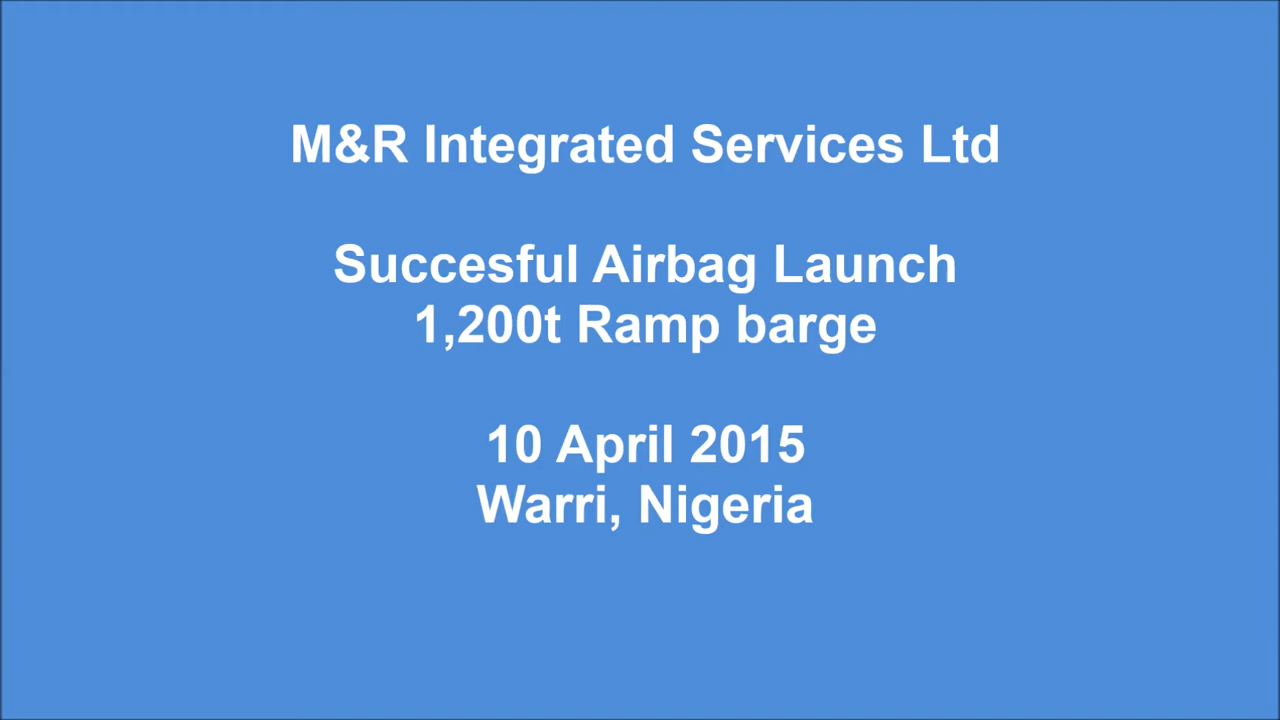 M&R Integrated Services Ltd
Succesful Airbag Launch
1,200t Ramp barge
10 April 2015
Warri, Nigeria